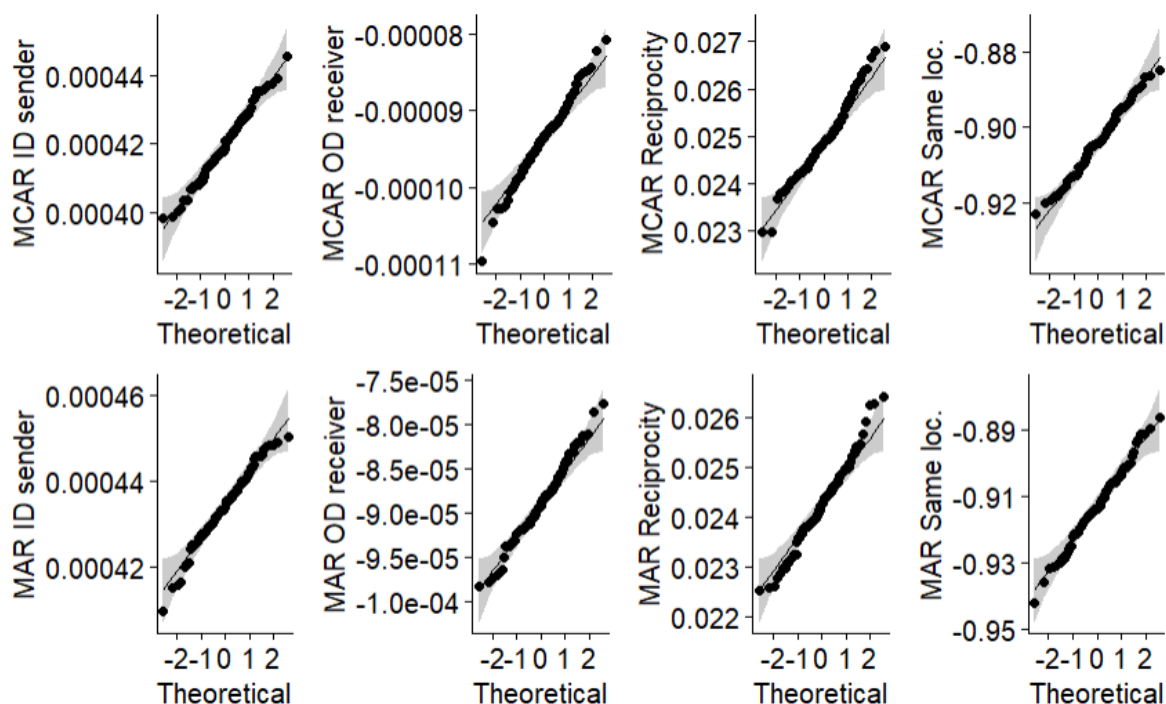 MCAR ID sender
0.00044
0.00042
0.00040
-2 -1 0 1 2
Theoretical
MCAR OD receiver
-0.00008
-0.00009
-0.00010
-0.00011
-2 -1 0 1 2
Theoretical
MCAR Reciprocity
0.027
0.026
0.025
0.024
0.023
-2 -1 0 1 2
Theoretical
MCAR Same loc.
-0.88
-0.90
-0.92
-2 -1 0 1 2
Theoretical
MAR ID sender
0.00046
0.00044
0.00042
-2 -1 0 1 2
Theoretical
MAR OD receiver
-7.5e-05
-8.0e-05
-8.5e-05
-9.0e-05
-9.5e-05
-1.0e-04
-2 -1 0 1 2
Theoretical
MAR Reciprocity
0.026
0.025
0.024
0.023
0.022
-2 -1 0 1 2
Theoretical
MAR Same loc.
-0.89
-0.91
-0.93
-0.95
-2 -1 0 1 2
Theoretical